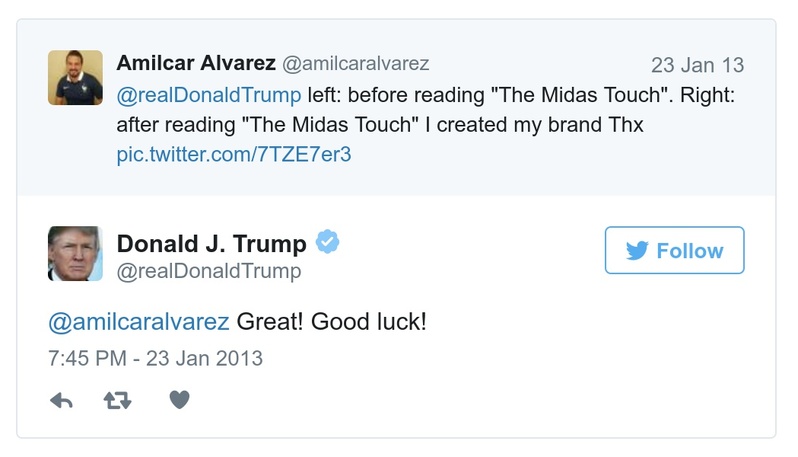 Amilcar Alvarez @amilcaralvarez 23 Jan 13
@realDonaldTrump left: before reading "The Midas Touch". Right:
after reading "The Midas Touch" I created my brand Thx
pic.twitter.com/7TZE7er3
Donald J. Trump
Follow
@realDonaldTrump
@amilcaralvarez Great! Good luck!
7:45 PM - 23 Jan 2013